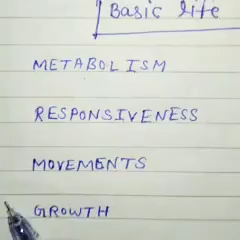 Basic life
METABOLISM
RESPONSIVENESS
MOVEMENTS
GROWTH